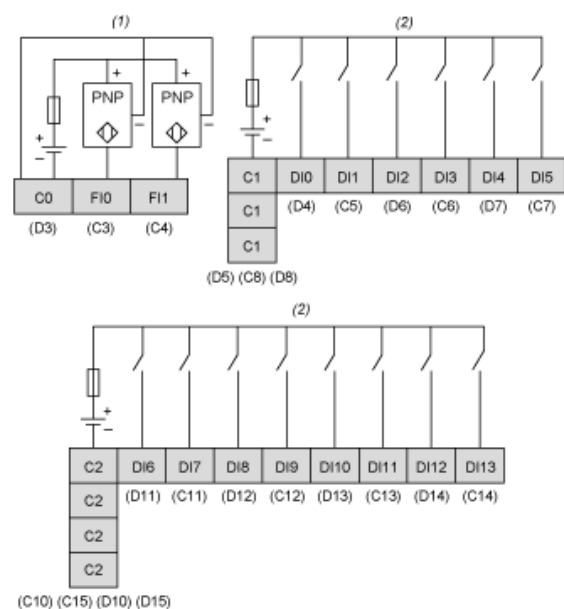 (1)
+ +
PNP PNP
+
− − −
C0 FI0 FI1
(D3) (C3) (C4)
(2)
+
−
C1 DI0 DI1 DI2 DI3 DI4 DI5
(D4) (C5) (D6) (C6) (D7) (C7)
C1
C1
(D5) (C8) (D8)
(2)
+
−
C2 DI6 DI7 DI8 DI9 DI10 DI11 DI12 DI13
(D11) (C11) (D12) (C12) (D13) (C13) (D14) (C14)
C2
C2
C2
(C10) (C15) (D10) (D15)